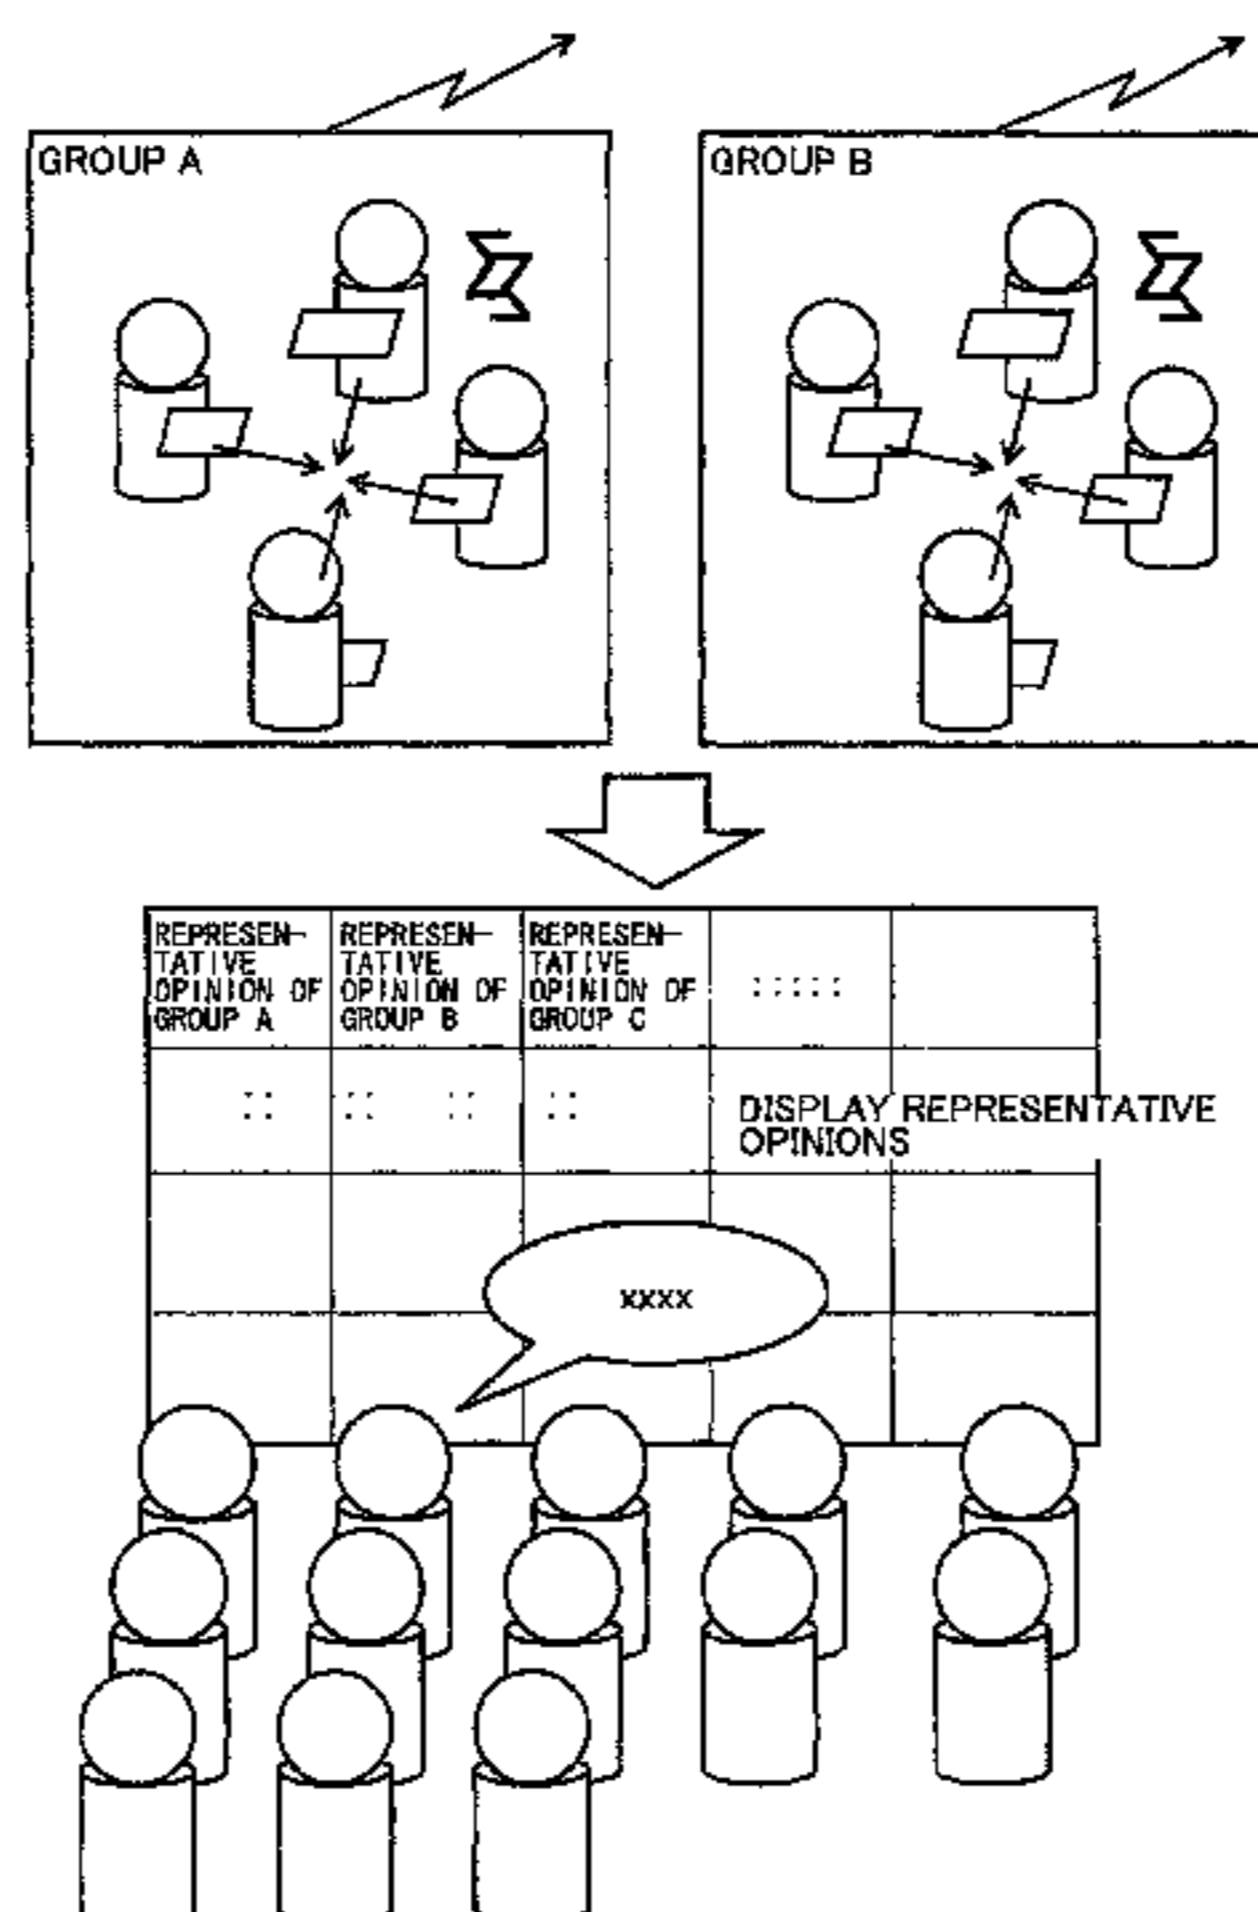 GROUP A
GROUP B
REPRESEN-
TATIVE
OPINION OF
GROUP A
REPRESEN-
TATIVE
OPINION OF
GROUP B
REPRESEN-
TATIVE
OPINION OF
GROUP C
DISPLAY REPRESENTATIVE
OPINIONS
xxxx